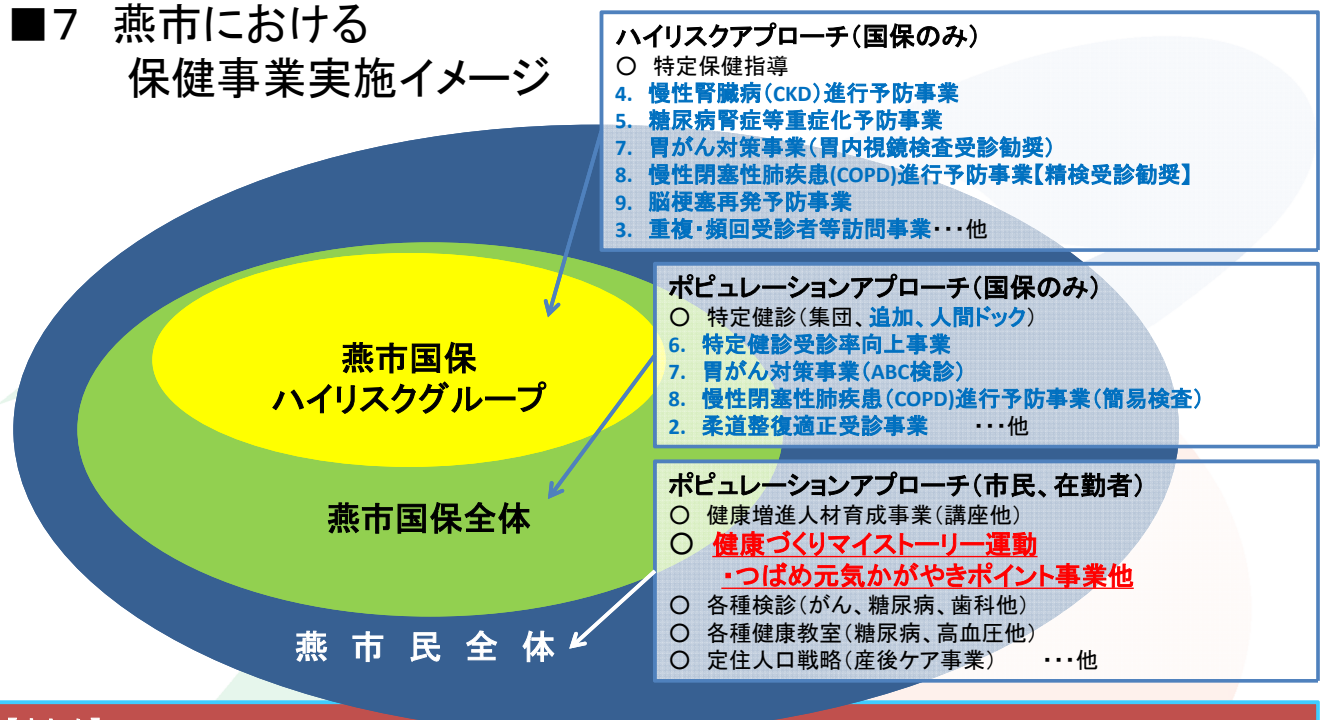 ■7 燕市における
保健事業実施イメージ
ハイリスクアプローチ(国保のみ)
○ 特定保健指導
4. 慢性腎臓病(CKD)進行予防事業
5. 糖尿病腎症等重症化予防事業
7. 胃がん対策事業(胃内視鏡検査受診勧奨)
8. 慢性閉塞性肺疾患(COPD)進行予防事業【精検受診勧奨】
9. 脳梗塞再発予防事業
3. 重複・頻回受診者等訪問事業・・・他
ポピュレーションアプローチ(国保のみ)
○ 特定健診(集団、追加、人間ドック)
6. 特定健診受診率向上事業
7. 胃がん対策事業(ABC検診)
8. 慢性閉塞性肺疾患(COPD)進行予防事業(簡易検査)
2. 柔道整復適正受診事業 ・・・他
ポピュレーションアプローチ(市民、在勤者)
○ 健康増進人材育成事業(講座他)
○ 健康づくりマイストーリー運動
・つばめ元気かがやきポイント事業他
○ 各種検診(がん、糖尿病、歯科他)
○ 各種健康教室(糖尿病、高血圧他)
○ 定住人口戦略(産後ケア事業) ・・・他
燕市国保
ハイリスクグループ
燕市国保全体
燕市民全体